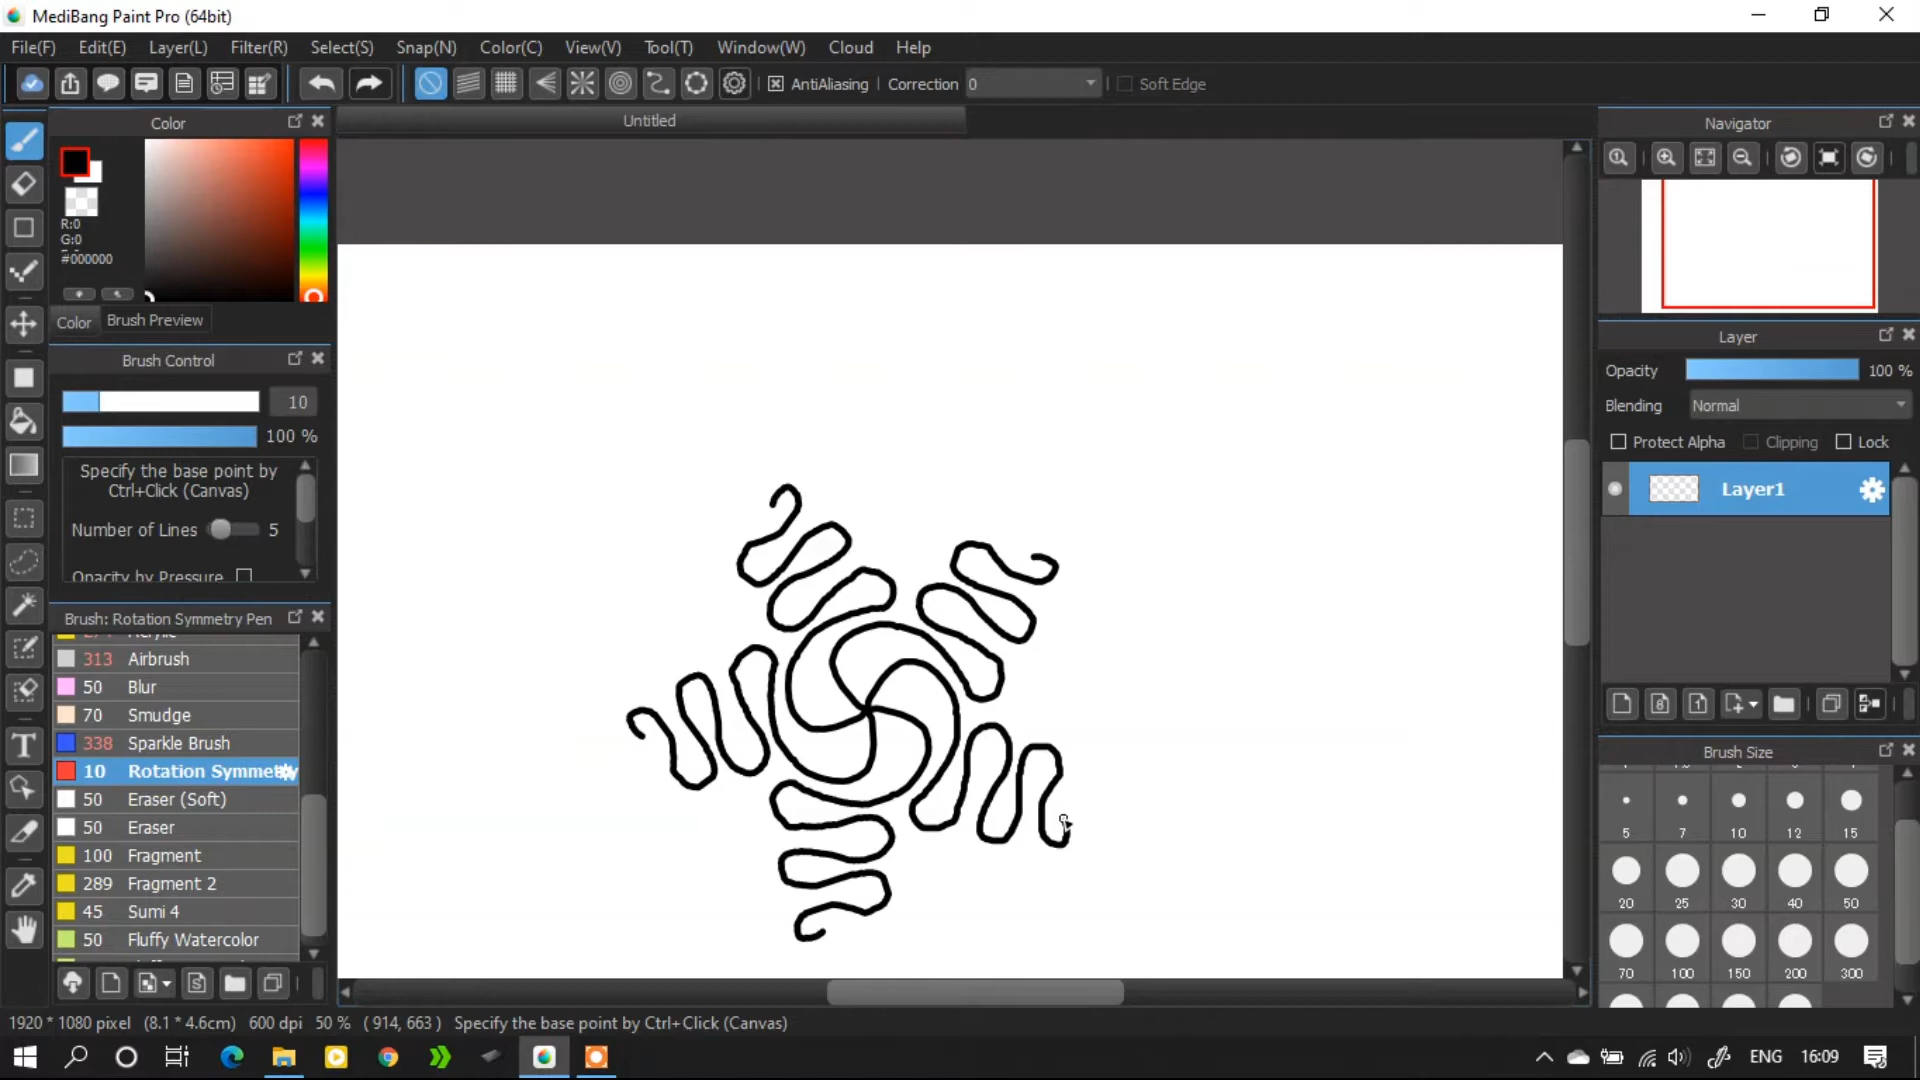 MediBang Paint Pro (64bit)
File(F) Edit(E) Layer(L) Filter(R) Select(S) Snap(N) Color(C) View(V) Tool(T) Window(W) Cloud Help
AntiAliasing Correction 0 Soft Edge
Untitled
Color
R:0
G:0
#000000
Color Brush Preview
Brush Control
10
100 %
Specify the base point by
Ctrl+Click (Canvas)
Number of Lines 5
Opacity by Pressure
Brush: Rotation Symmetry Pen
313 Airbrush
50 Blur
70 Smudge
338 Sparkle Brush
10 Rotation Symmetry
50 Eraser (Soft)
50 Eraser
100 Fragment
289 Fragment 2
45 Sumi 4
50 Fluffy Watercolor
Navigator
Layer
Opacity 100 %
Blending Normal
Protect Alpha Clipping Lock
Layer1
Brush Size
5 7 10 12 15
20 25 30 40 50
70 100 150 200 300
1920 * 1080 pixel (8.1 * 4.6cm) 600 dpi 50 % ( 914, 663 ) Specify the base point by Ctrl+Click (Canvas)
ENG 16:09